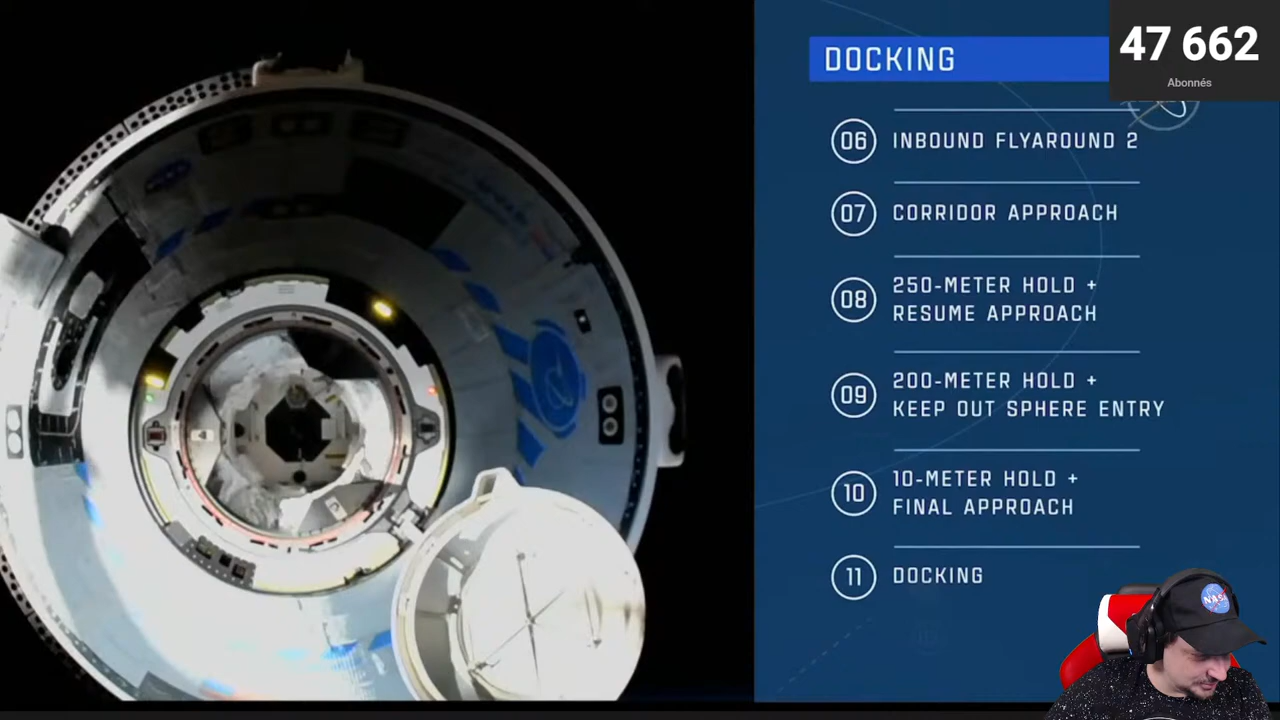 DOCKING
47 662
Abonnés
06 INBOUND FLYAROUND 2
07 CORRIDOR APPROACH
08 250-METER HOLD +
RESUME APPROACH
09 200-METER HOLD +
KEEP OUT SPHERE ENTRY
10 10-METER HOLD +
FINAL APPROACH
11 DOCKING
NASA